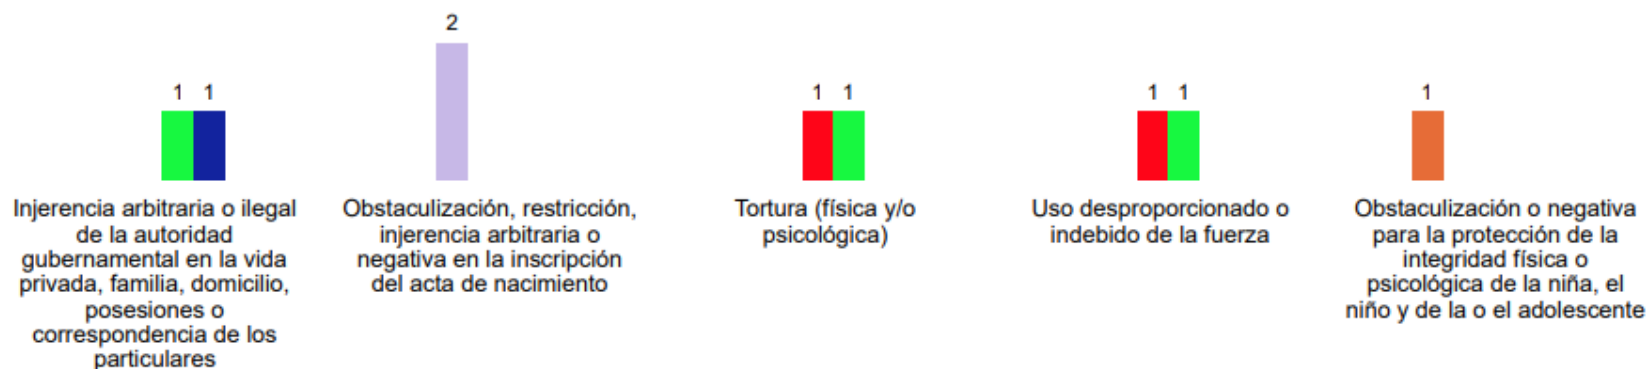 2
1 1
1 1
1 1
1
Injerencia arbitraria o ilegal
de la autoridad
gubernamental en la vida
privada, familia, domicilio,
posesiones o
correspondencia de los
particulares
Obstaculización, restricción,
injerencia arbitraria o
negativa en la inscripción
del acta de nacimiento
Tortura (física y/o
psicológica)
Uso desproporcionado o
indebido de la fuerza
Obstaculización o negativa
para la protección de la
integridad física o
psicológica de la niña, el
niño y de la o el adolescente